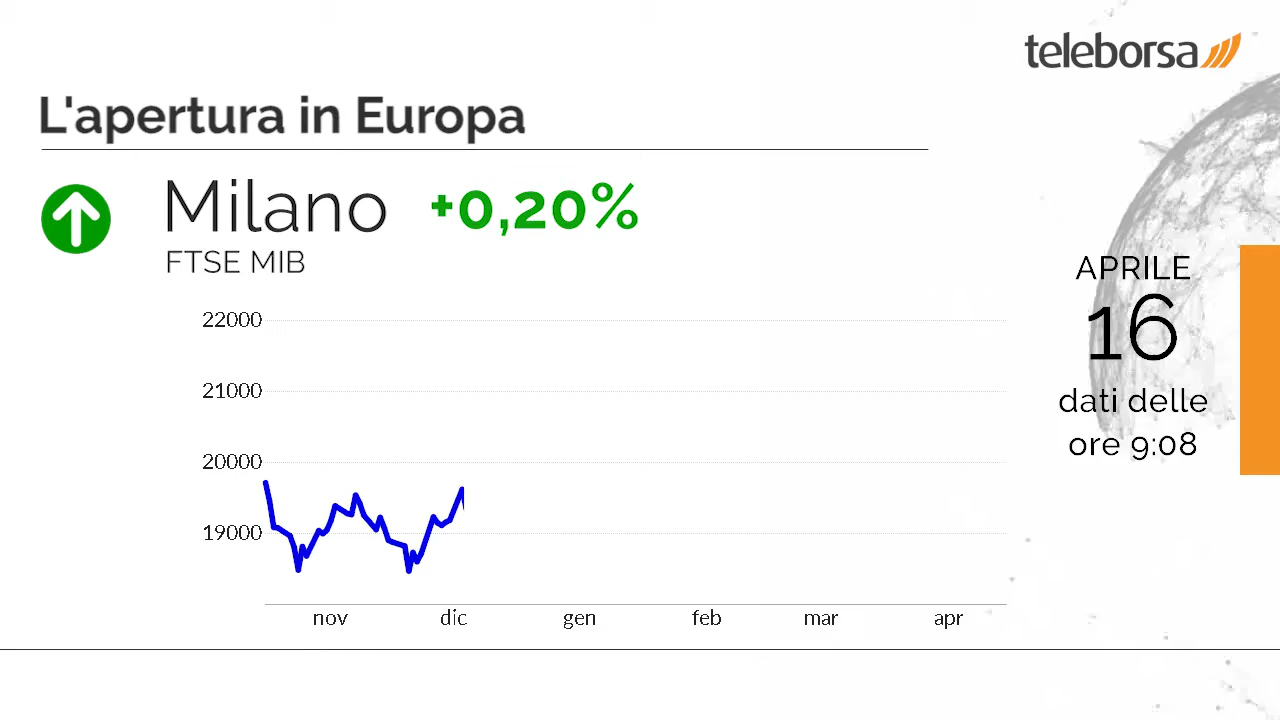 teleborsa
L'apertura in Europa
Milano +0,20%
FTSE MIB
APRILE
16
dati delle
ore 9:08
22000
21000
20000
19000
nov dic gen feb mar apr